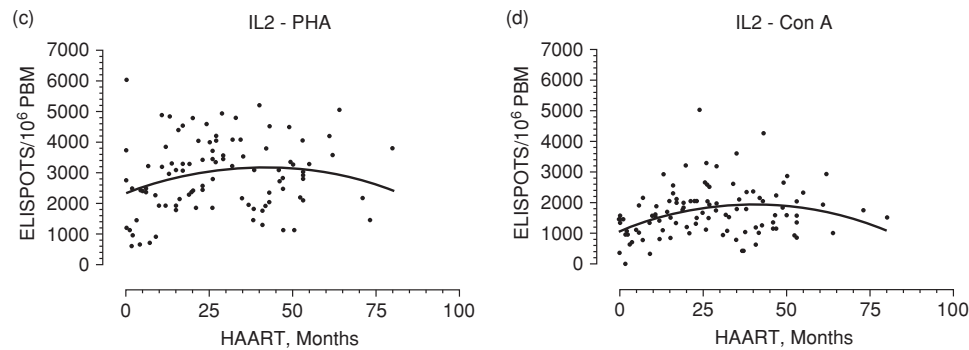 (c)
IL2 - PHA
ELISPOTS/10⁶ PBM
7000
6000
5000
4000
3000
2000
1000
0
0 25 50 75 100
HAART, Months
(d)
IL2 - Con A
ELISPOTS/10⁶ PBM
7000
6000
5000
4000
3000
2000
1000
0
0 25 50 75 100
HAART, Months